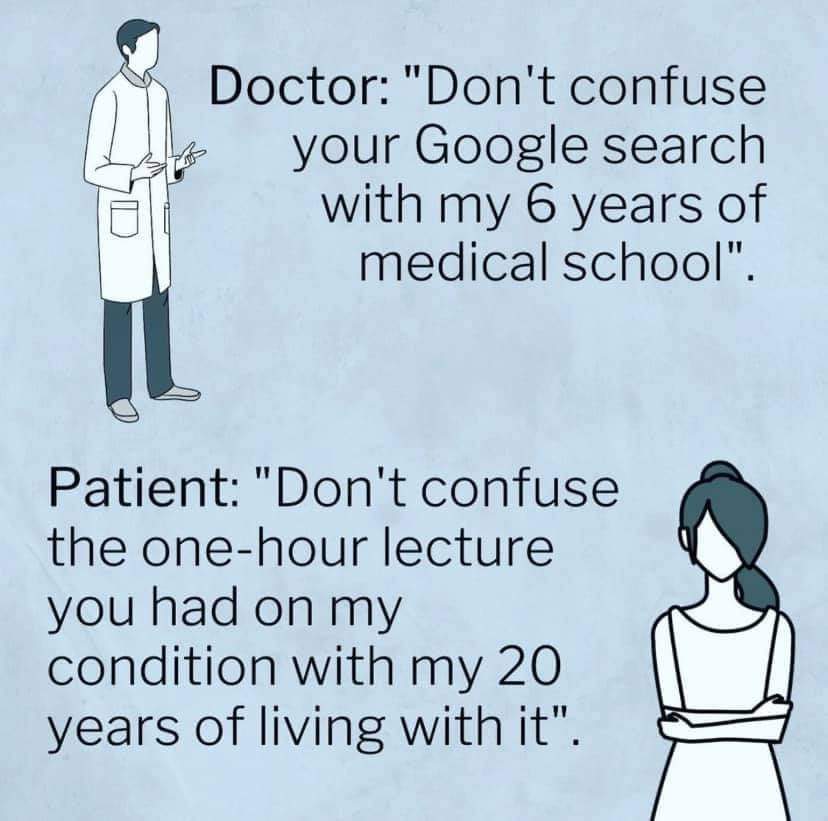 Doctor: "Don't confuse
your Google search
with my 6 years of
medical school".
Patient: "Don't confuse
the one-hour lecture
you had on my
condition with my 20
years of living with it".